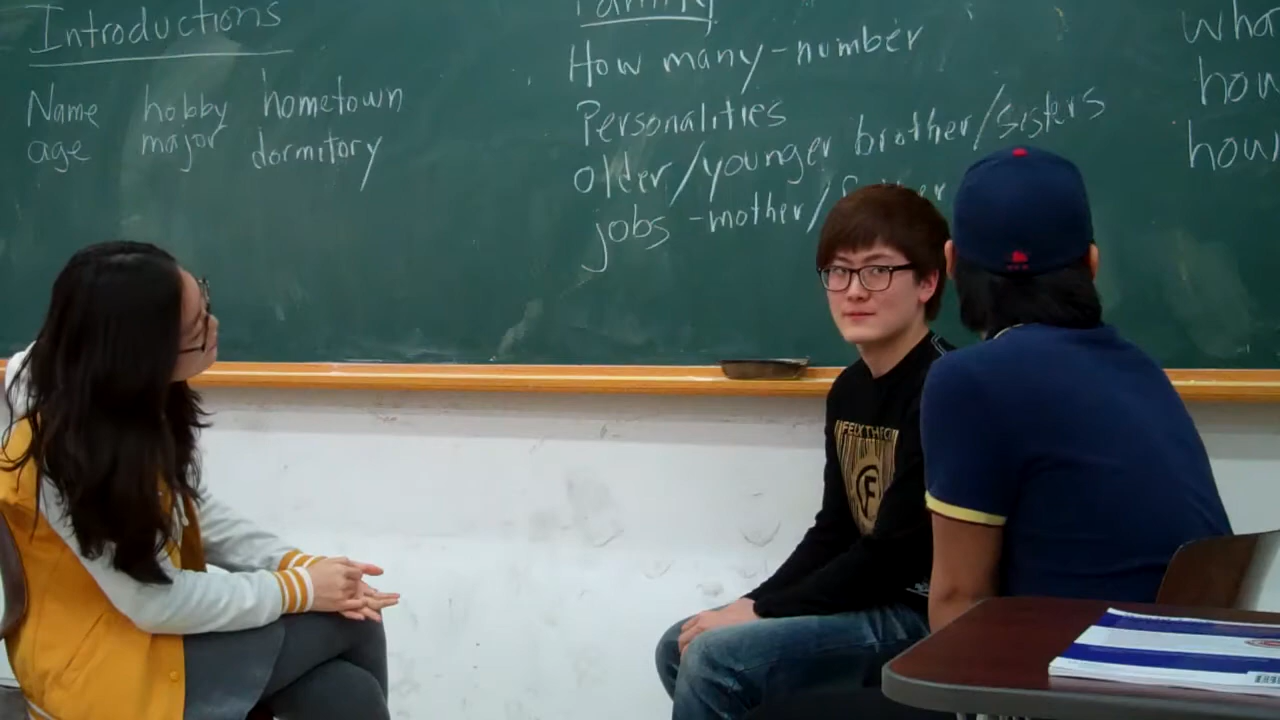 Introductions
Name hobby hometown
age major dormitory
Family
How many-number
Personalities
older/younger brother/sisters
jobs -mother/
how
how